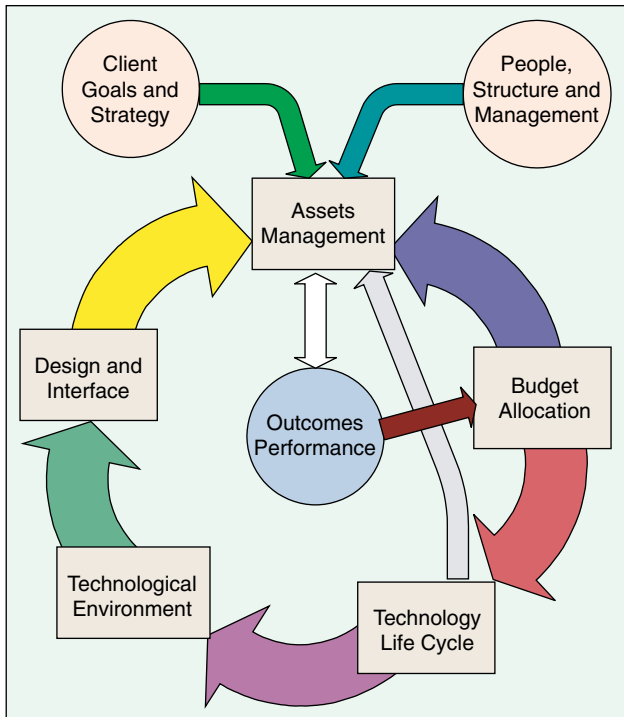 Client
Goals and
Strategy
People,
Structure and
Management
Assets
Management
Design and
Interface
Outcomes
Performance
Budget
Allocation
Technological
Environment
Technology
Life Cycle